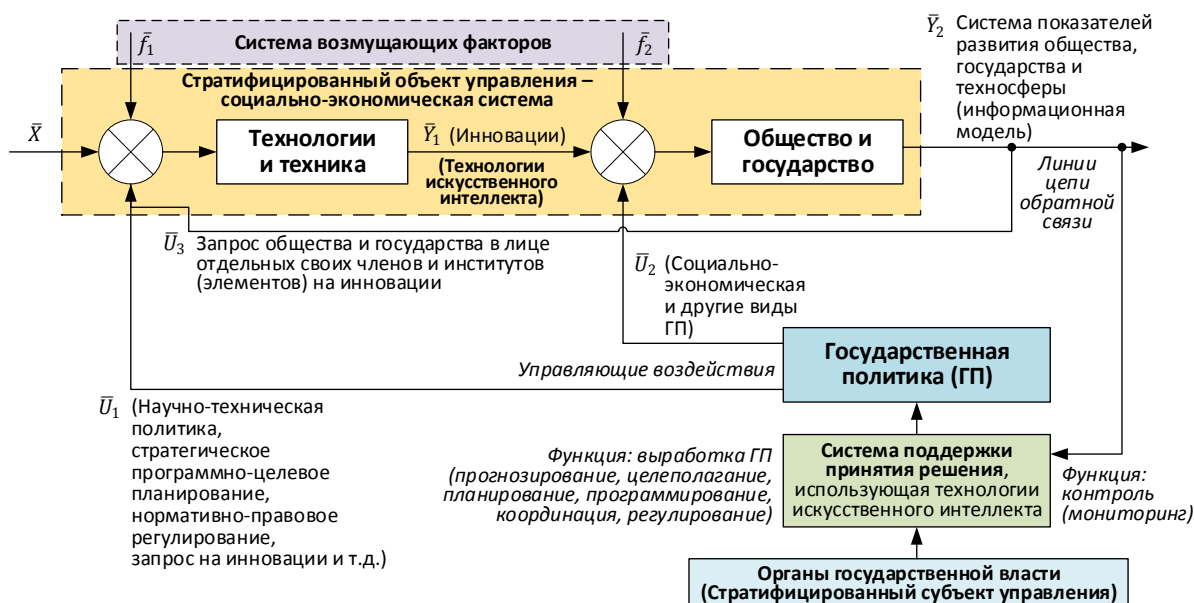 f̄₁
Система возмущающих факторов
f̄₂
Ȳ₂ Система показателей
развития общества,
государства и
техносферы
(информационная
модель)
Стратифицированный объект управления –
социально-экономическая система
X̄
Технологии
и техника
Ȳ₁ (Инновации)
(Технологии
искусственного
интеллекта)
Общество и
государство
Линии
цепи
обратной
связи
Ū₃ Запрос общества и государства в лице
отдельных своих членов и институтов
(элементов) на инновации
Ū₂ (Социально-
экономическая
и другие виды
ГП)
Государственная
политика (ГП)
Управляющие воздействия
Ū₁ (Научно-техническая
политика,
стратегическое
программно-целевое
планирование,
нормативно-правовое
регулирование,
запрос на инновации и т.д.)
Функция: выработка ГП
(прогнозирование, целеполагание,
планирование, программирование,
координация, регулирование)
Система поддержки
принятия решения,
использующая технологии
искусственного интеллекта
Функция:
контроль
(мониторинг)
Органы государственной власти
(Стратифицированный субъект управления)